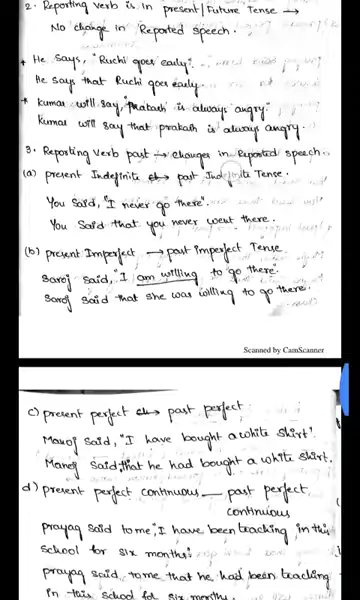 2. Reporting verb is in present/Future Tense →
No change in Reported speech.
* He says, "Ruchi goes early".
He says that Ruchi goes early.
* Kumar will say, "prakash is always angry"
Kumar will say that prakash is always angry.
3. Reporting verb past → changes in Reported speech.
(a) present Indefinite → past Indefinite Tense.
You said, "I never go there".
You said that you never went there.
(b) present Imperfect → past imperfect Tense
Saroj said, "I am willing to go there".
Saroj said that she was willing to go there.
Scanned by CamScanner
c) present perfect → past perfect
Manoj said, "I have bought a white shirt".
Manoj said, that he had bought a white shirt.
d) present perfect continuous — past perfect
continuous
prayag said to me, "I have been teaching in this
school for six months".
prayag said to me that he had been teaching
in this school for six months.